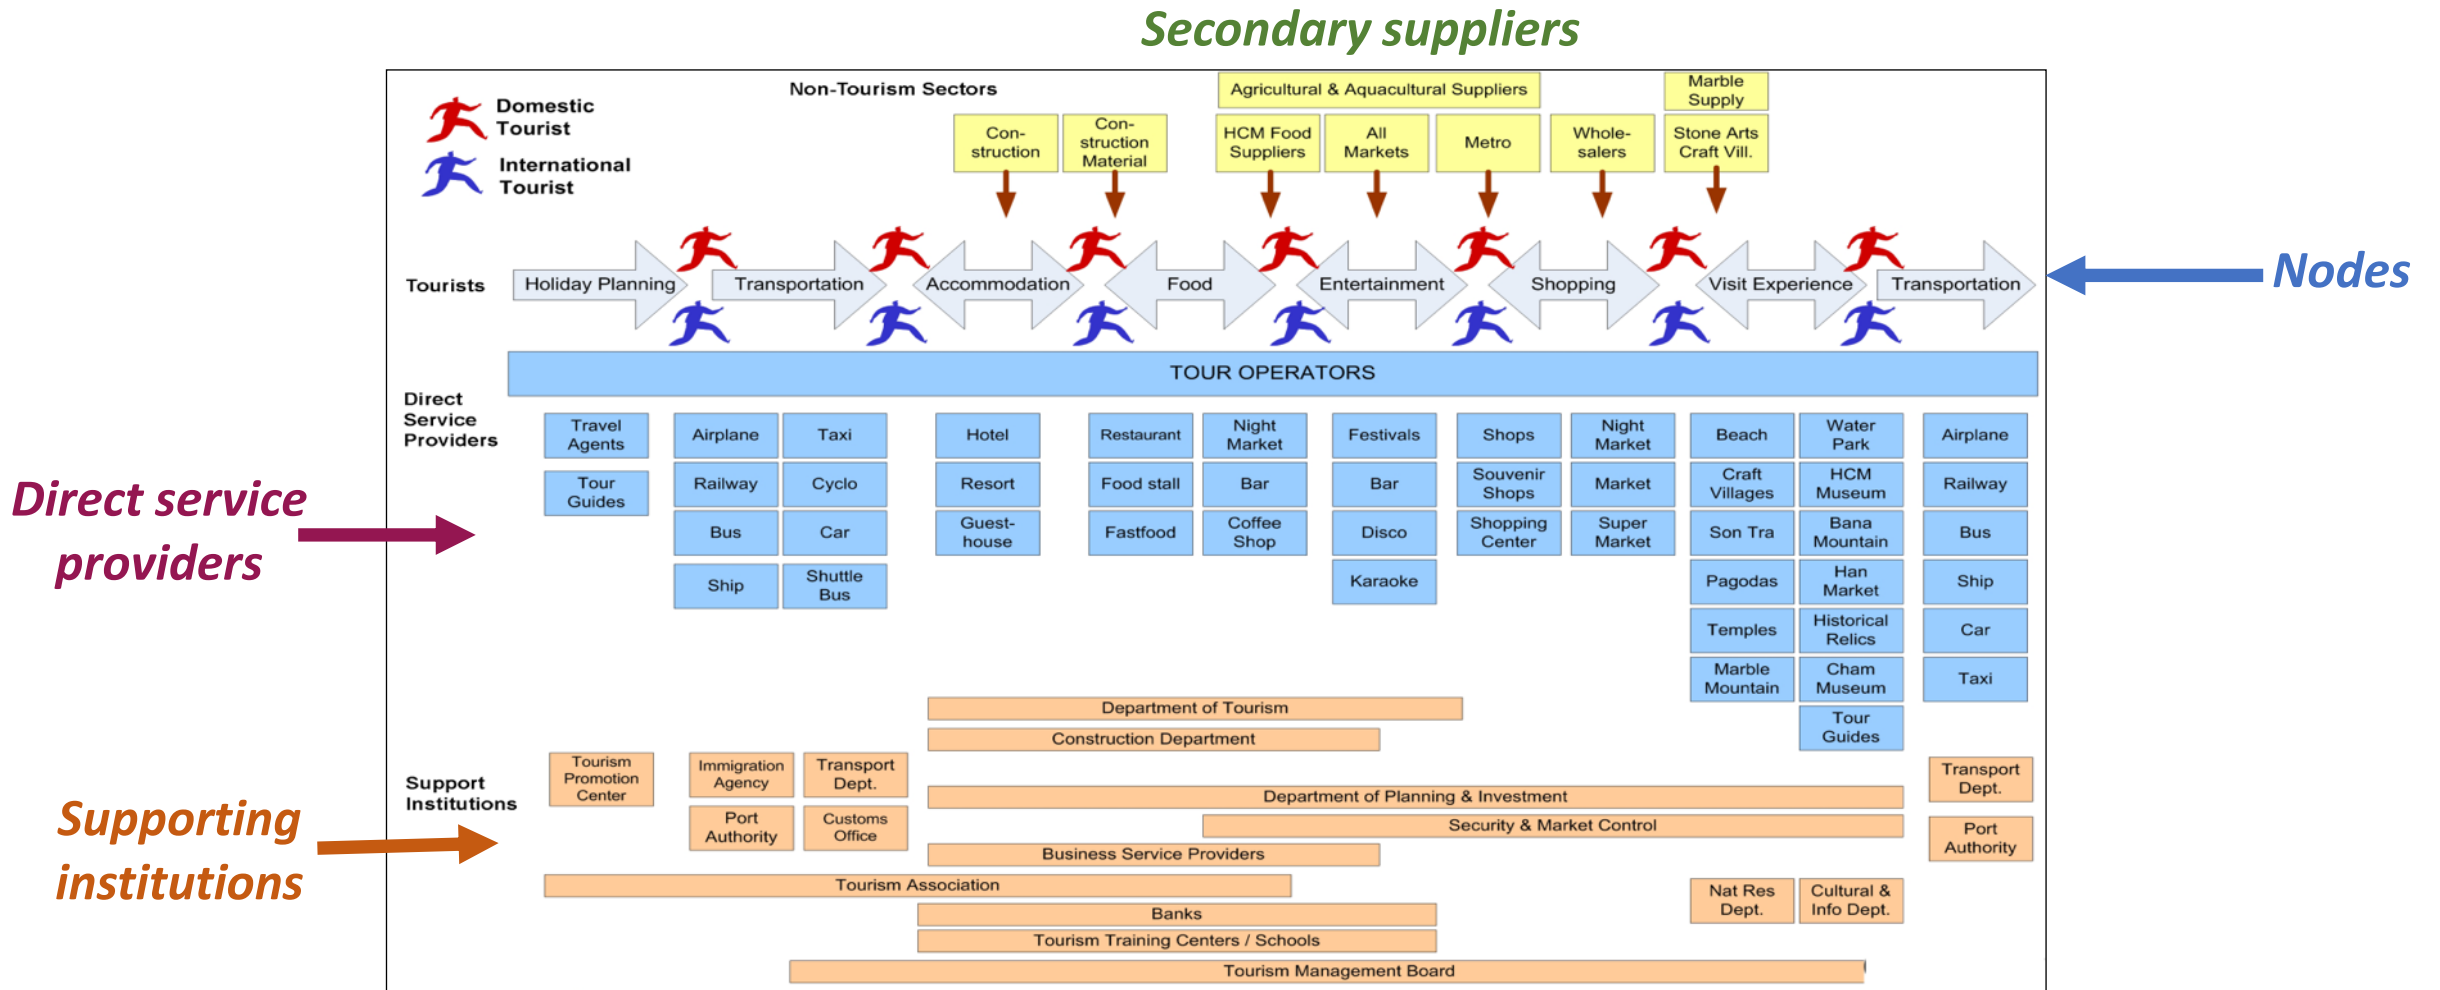 Secondary suppliers
Domestic
Tourist
International
Tourist
Non-Tourism Sectors
Agricultural & Aquacultural Suppliers
Marble
Supply
Con-
struction
Con-
struction
Material
HCM Food
Suppliers
All
Markets
Metro
Whole-
salers
Stone Arts
Craft Vill.
Tourists
Holiday Planning
Transportation
Accommodation
Food
Entertainment
Shopping
Visit Experience
Transportation
Nodes
TOUR OPERATORS
Direct
Service
Providers
Travel
Agents
Tour
Guides
Airplane
Railway
Bus
Ship
Taxi
Cyclo
Car
Shuttle
Bus
Hotel
Resort
Guest-
house
Restaurant
Food stall
Fastfood
Night
Market
Bar
Coffee
Shop
Festivals
Bar
Disco
Karaoke
Shops
Souvenir
Shops
Shopping
Center
Night
Market
Market
Super
Market
Beach
Craft
Villages
Son Tra
Pagodas
Temples
Marble
Mountain
Water
Park
HCM
Museum
Bana
Mountain
Han
Market
Historical
Relics
Cham
Museum
Tour
Guides
Airplane
Railway
Bus
Ship
Car
Taxi
Direct service
providers
Department of Tourism
Construction Department
Support
Institutions
Tourism
Promotion
Center
Immigration
Agency
Transport
Dept.
Port
Authority
Customs
Office
Department of Planning & Investment
Security & Market Control
Business Service Providers
Transport
Dept.
Port
Authority
Tourism Association
Nat Res
Dept.
Cultural &
Info Dept.
Banks
Tourism Training Centers / Schools
Tourism Management Board
Supporting
institutions